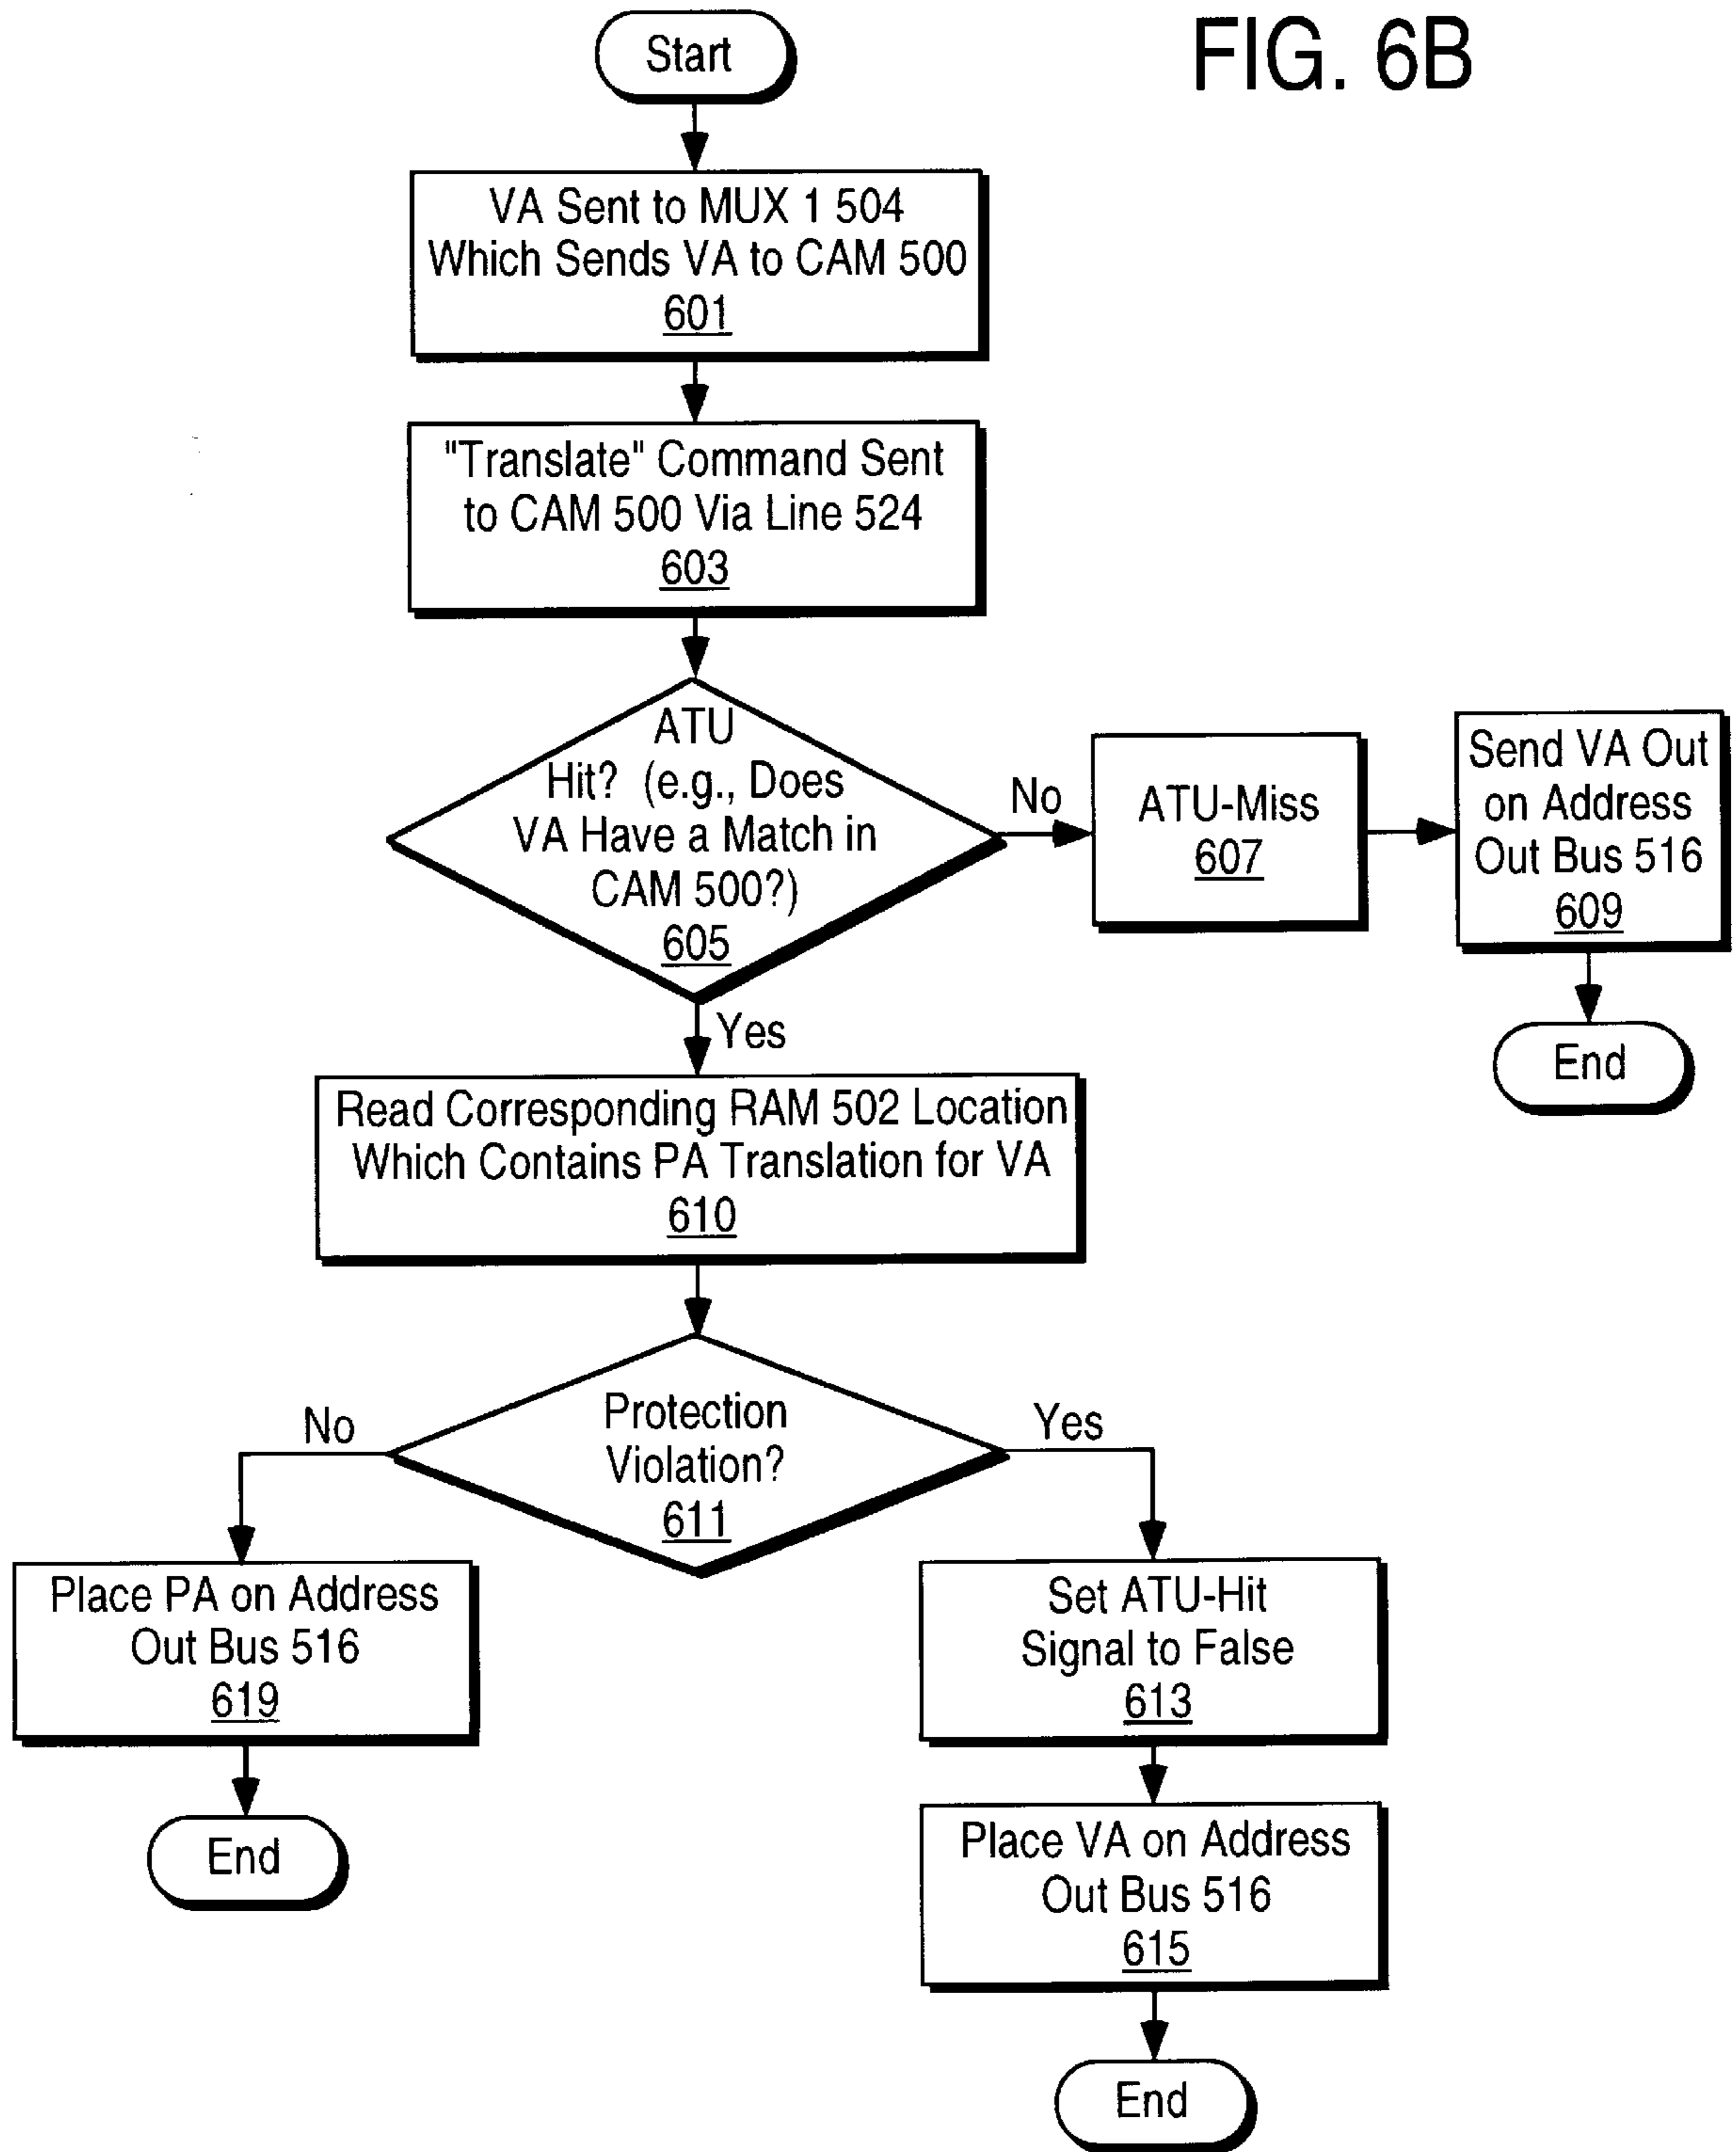 FIG. 6B
Start
VA Sent to MUX 1 504
Which Sends VA to CAM 500
601
"Translate" Command Sent
to CAM 500 Via Line 524
603
ATU
Hit? (e.g., Does
VA Have a Match in
CAM 500?)
605
No
ATU-Miss
607
Send VA Out
on Address
Out Bus 516
609
End
Yes
Read Corresponding RAM 502 Location
Which Contains PA Translation for VA
610
Protection
Violation?
611
No
Yes
Place PA on Address
Out Bus 516
619
End
Set ATU-Hit
Signal to False
613
Place VA on Address
Out Bus 516
615
End